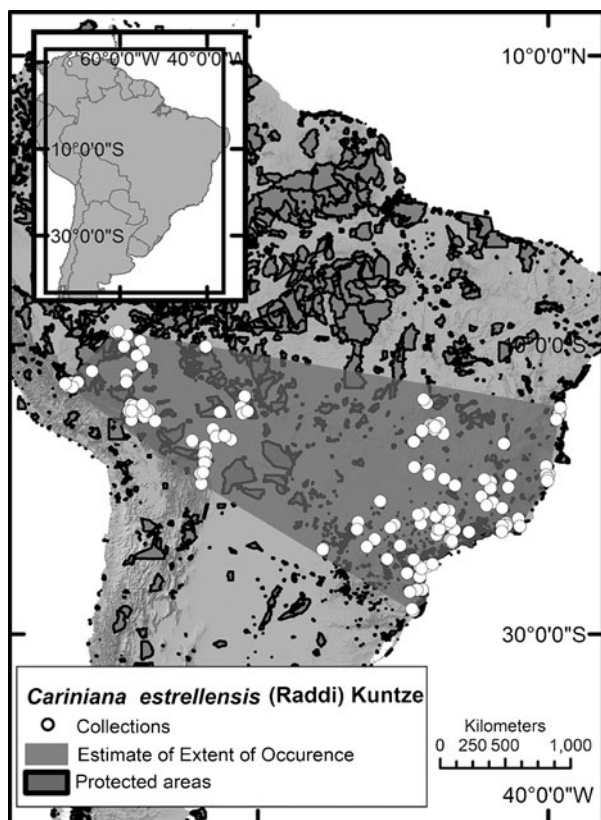 60°0'0"W 40°0'0"W
10°0'0"N
10°0'0"S
30°0'0"S
0°0'0"S
30°0'0"S
Cariniana estrellensis (Raddi) Kuntze
Collections
Estimate of Extent of Occurence
Protected areas
Kilometers
0 250 500 1,000
40°0'0"W